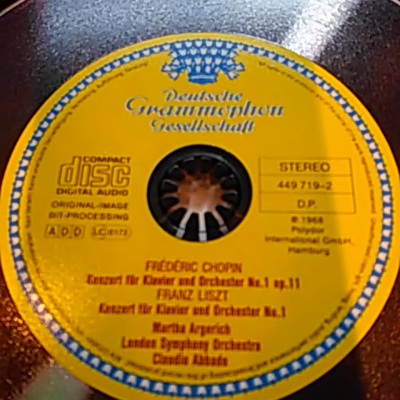 Deutsche
Grammophon
Gesellschaft
COMPACT
disc
DIGITAL AUDIO
ORIGINAL-IMAGE
BIT-PROCESSING
ADD LC 0173
STEREO
449 719-2
D.P.
℗ 1968
Polydor
International GmbH,
Hamburg
FRÉDÉRIC CHOPIN
Konzert für Klavier und Orchester No.1 op.11
FRANZ LISZT
Konzert für Klavier und Orchester No.1
Martha Argerich
London Symphony Orchestra
Claudio Abbado